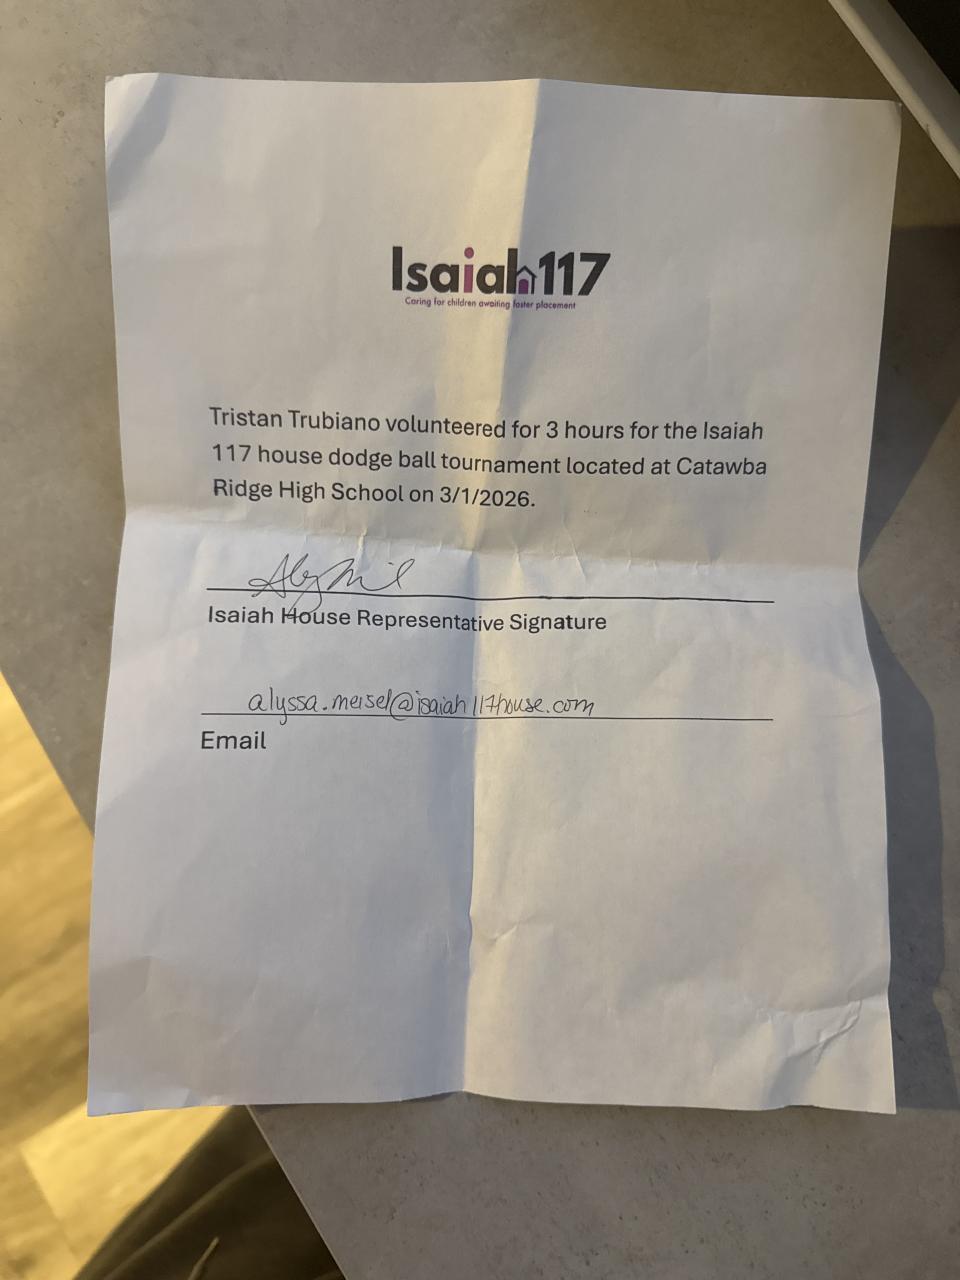 Isaiah117
Caring for children awaiting foster placement
Tristan Trubiano volunteered for 3 hours for the Isaiah
117 house dodge ball tournament located at Catawba
Ridge High School on 3/1/2026.
Isaiah House Representative Signature
alyssa.meisel@isaiah117house.com
Email